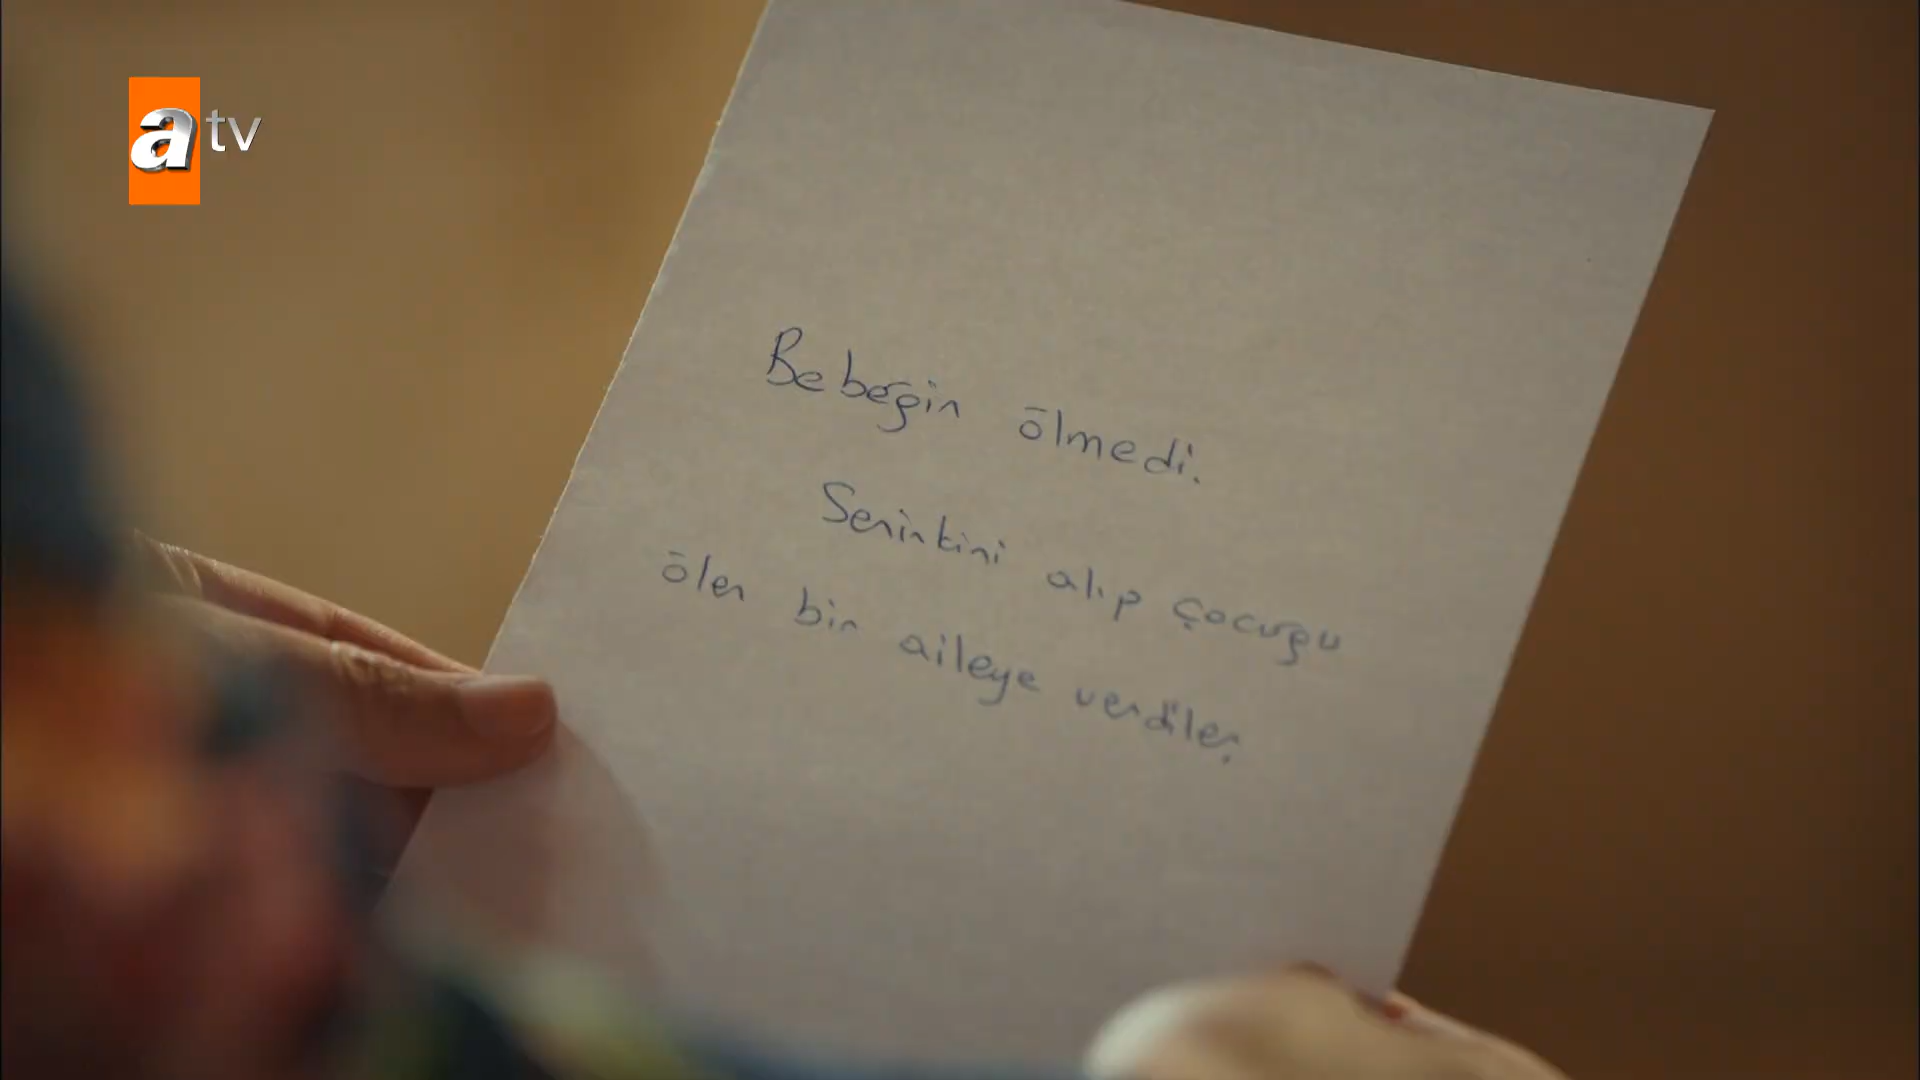 atv
Bebeğin ölmedi.
Seninkini alıp çocuğu
ölen bir aileye verdiler.